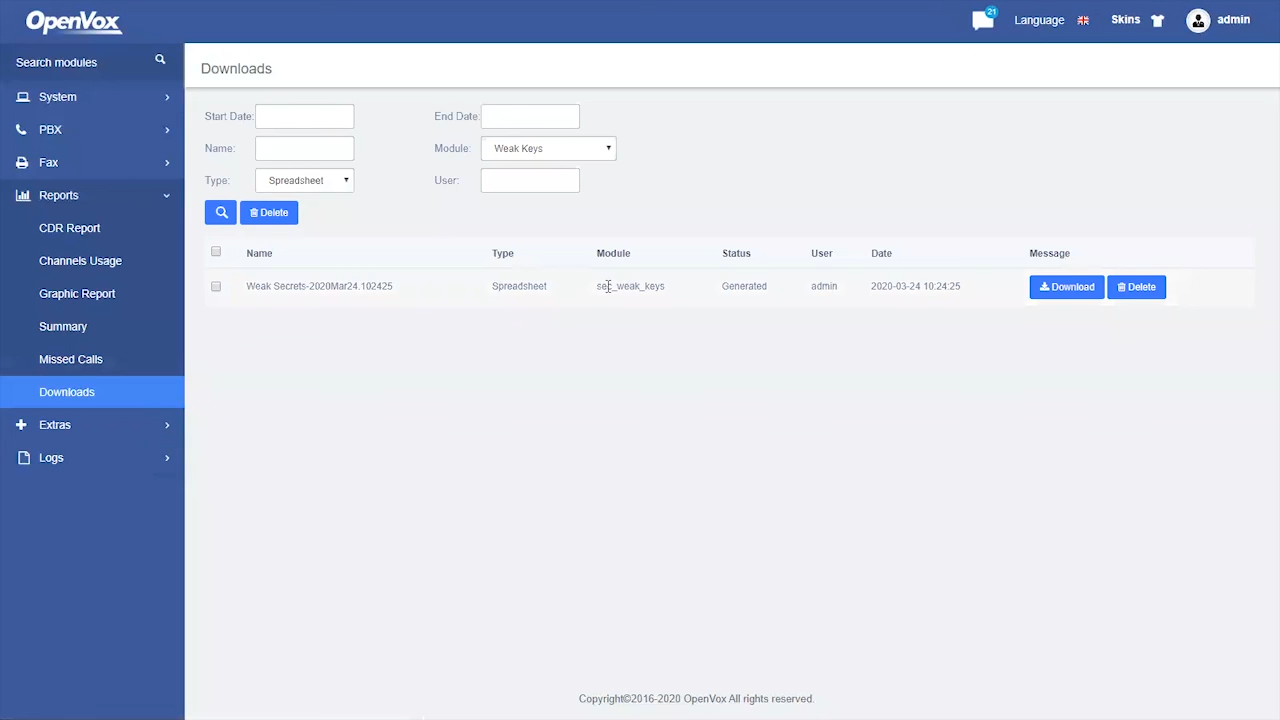 OpenVox
21
Language
Skins
admin
Search modules
System
PBX
Fax
Reports
CDR Report
Channels Usage
Graphic Report
Summary
Missed Calls
Downloads
Extras
Logs
Downloads
Start Date:
End Date:
Name:
Module: Weak Keys
Type: Spreadsheet
User:
Delete
Name Type Module Status User Date Message
Weak Secrets-2020Mar24.102425 Spreadsheet sec_weak_keys Generated admin 2020-03-24 10:24:25 Download Delete
Copyright©2016-2020 OpenVox All rights reserved.